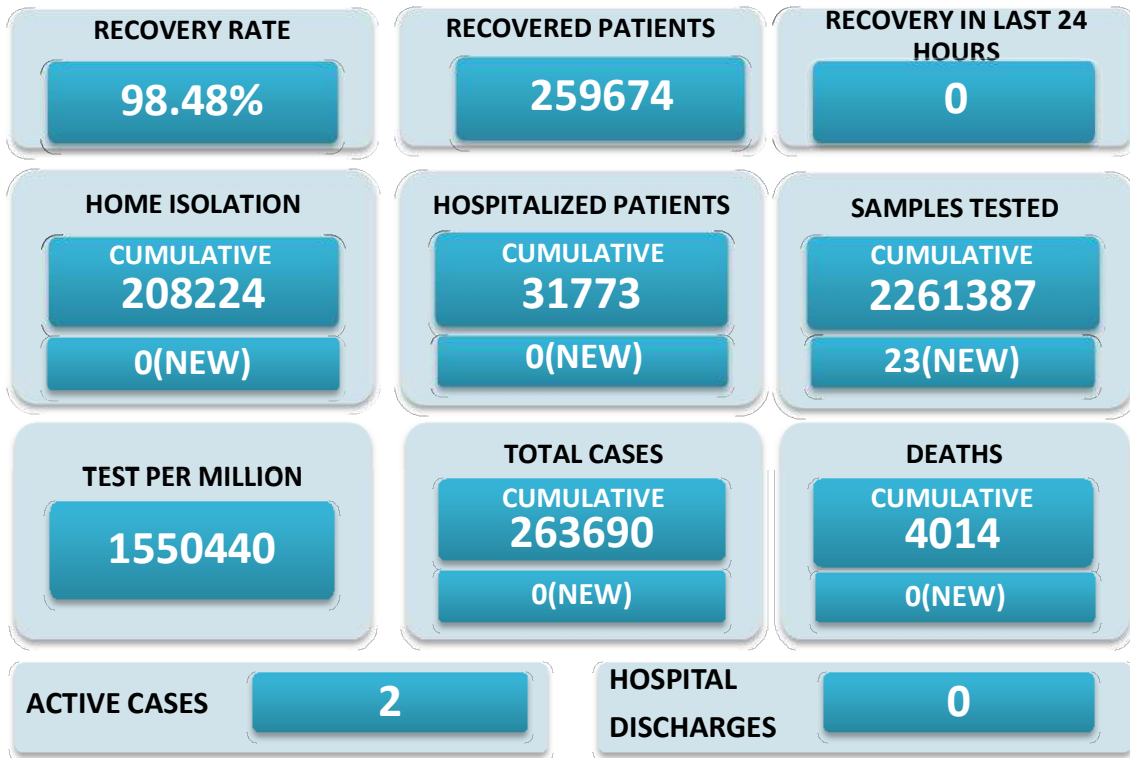 RECOVERY RATE
98.48%
RECOVERED PATIENTS
259674
RECOVERY IN LAST 24
HOURS
0
HOME ISOLATION
CUMULATIVE
208224
0(NEW)
HOSPITALIZED PATIENTS
CUMULATIVE
31773
0(NEW)
SAMPLES TESTED
CUMULATIVE
2261387
23(NEW)
TEST PER MILLION
1550440
TOTAL CASES
CUMULATIVE
263690
0(NEW)
DEATHS
CUMULATIVE
4014
0(NEW)
ACTIVE CASES
2
HOSPITAL
DISCHARGES
0